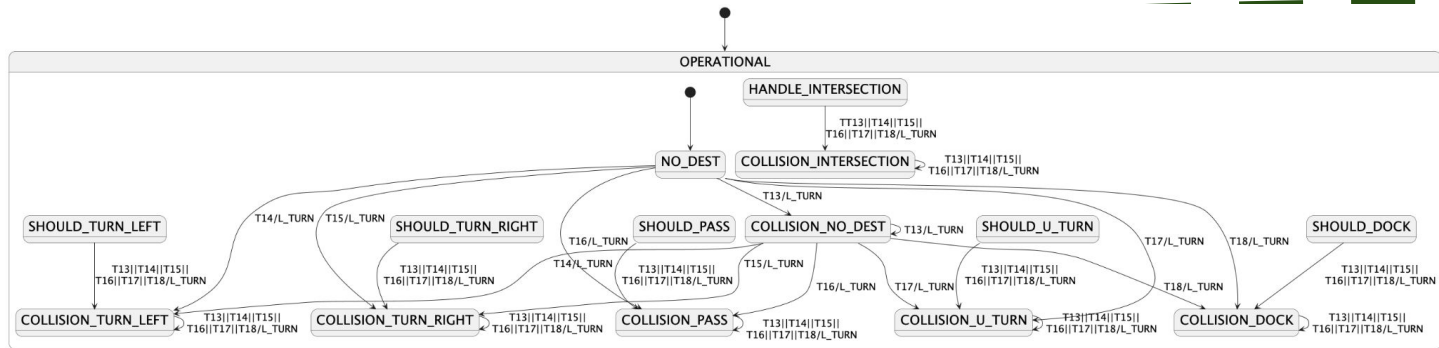 OPERATIONAL
HANDLE_INTERSECTION
TT13||T14||T15||
T16||T17||T18/L_TURN
NO_DEST
COLLISION_INTERSECTION
T13||T14||T15||
T16||T17||T18/L_TURN
T13/L_TURN
T14/L_TURN
T15/L_TURN
SHOULD_TURN_LEFT
SHOULD_TURN_RIGHT
SHOULD_PASS
COLLISION_NO_DEST
T13/L_TURN
SHOULD_U_TURN
SHOULD_DOCK
T16/L_TURN
T17/L_TURN
T18/L_TURN
T13||T14||T15||
T16||T17||T18/L_TURN
T13||T14||T15||
T16||T17||T18/L_TURN
T14/L_TURN
T13||T14||T15||
T16||T17||T18/L_TURN
T15/L_TURN
T16/L_TURN
T17/L_TURN
T13||T14||T15||
T16||T17||T18/L_TURN
T18/L_TURN
T13||T14||T15||
T16||T17||T18/L_TURN
COLLISION_TURN_LEFT
T13||T14||T15||
T16||T17||T18/L_TURN
COLLISION_TURN_RIGHT
T13||T14||T15||
T16||T17||T18/L_TURN
COLLISION_PASS
T13||T14||T15||
T16||T17||T18/L_TURN
COLLISION_U_TURN
T13||T14||T15||
T16||T17||T18/L_TURN
COLLISION_DOCK
T13||T14||T15||
T16||T17||T18/L_TURN